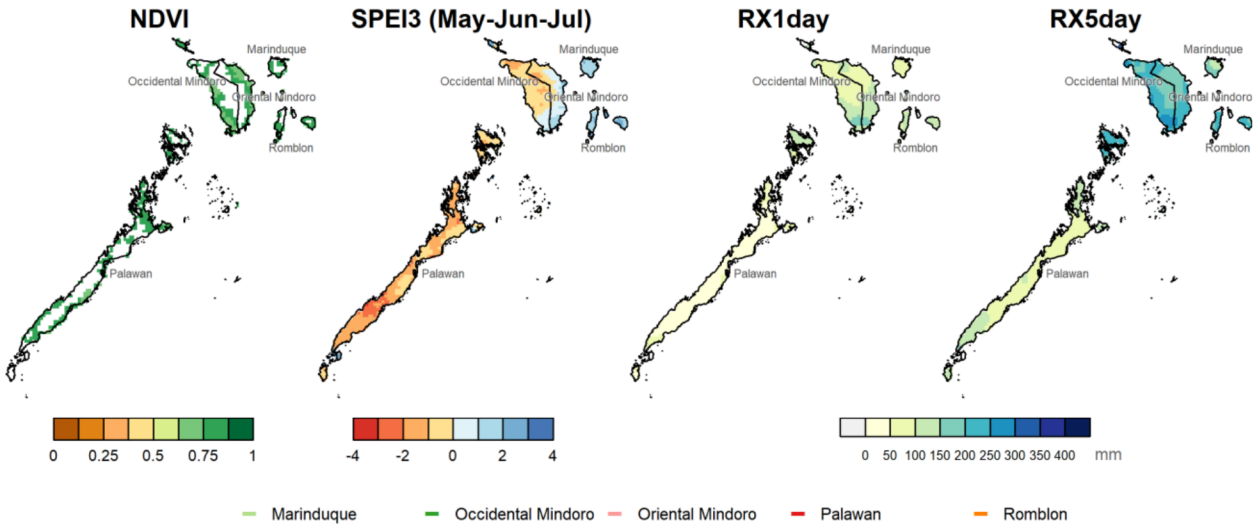 NDVI
SPEI3 (May-Jun-Jul)
RX1day
RX5day
Marinduque
Occidental Mindoro
Oriental Mindoro
Romblon
Palawan
Marinduque
Occidental Mindoro
Oriental Mindoro
Romblon
Palawan
Marinduque
Occidental Mindoro
Oriental Mindoro
Romblon
Palawan
Marinduque
Occidental Mindoro
Oriental Mindoro
Romblon
Palawan
0 0.25 0.5 0.75 1
-4 -2 0 2 4
0 50 100 150 200 250 300 350 400 mm
Marinduque Occidental Mindoro Oriental Mindoro Palawan Romblon